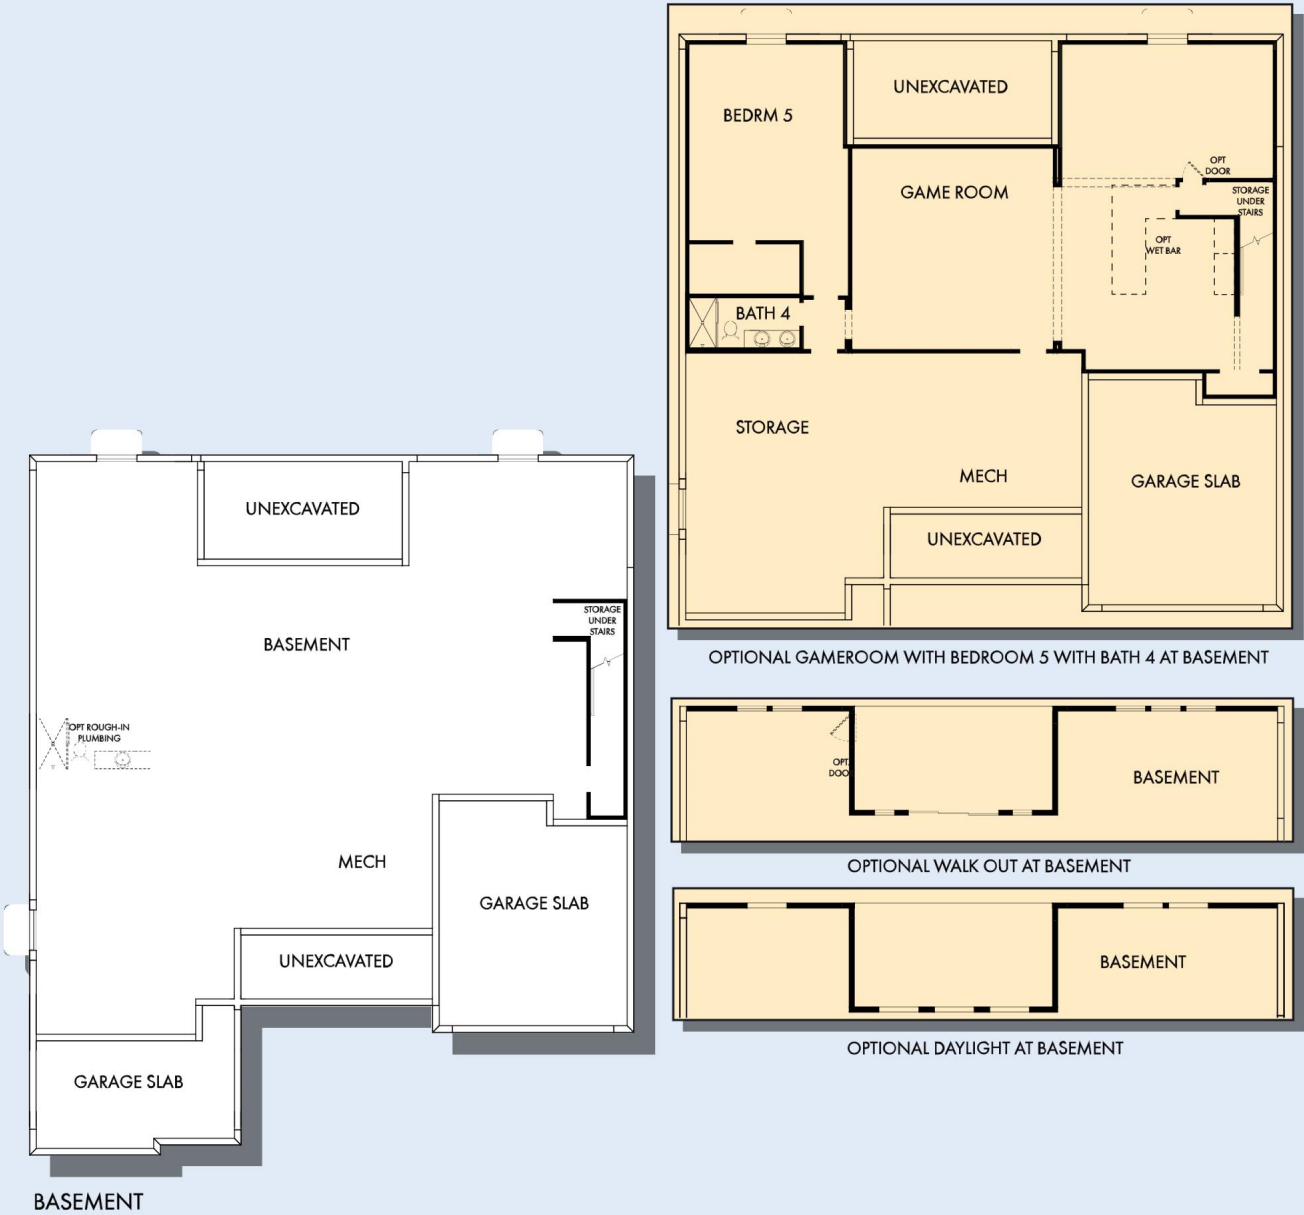 UNEXCAVATED
BASEMENT
STORAGE
UNDER
STAIRS
OPT ROUGH-IN
PLUMBING
MECH
GARAGE SLAB
UNEXCAVATED
GARAGE SLAB
BASEMENT
BEDRM 5
UNEXCAVATED
OPT
DOOR
GAME ROOM
STORAGE
UNDER
STAIRS
OPT
WET BAR
BATH 4
STORAGE
MECH
GARAGE SLAB
UNEXCAVATED
OPTIONAL GAMEROOM WITH BEDROOM 5 WITH BATH 4 AT BASEMENT
OPT.
DOO
BASEMENT
OPTIONAL WALK OUT AT BASEMENT
BASEMENT
OPTIONAL DAYLIGHT AT BASEMENT